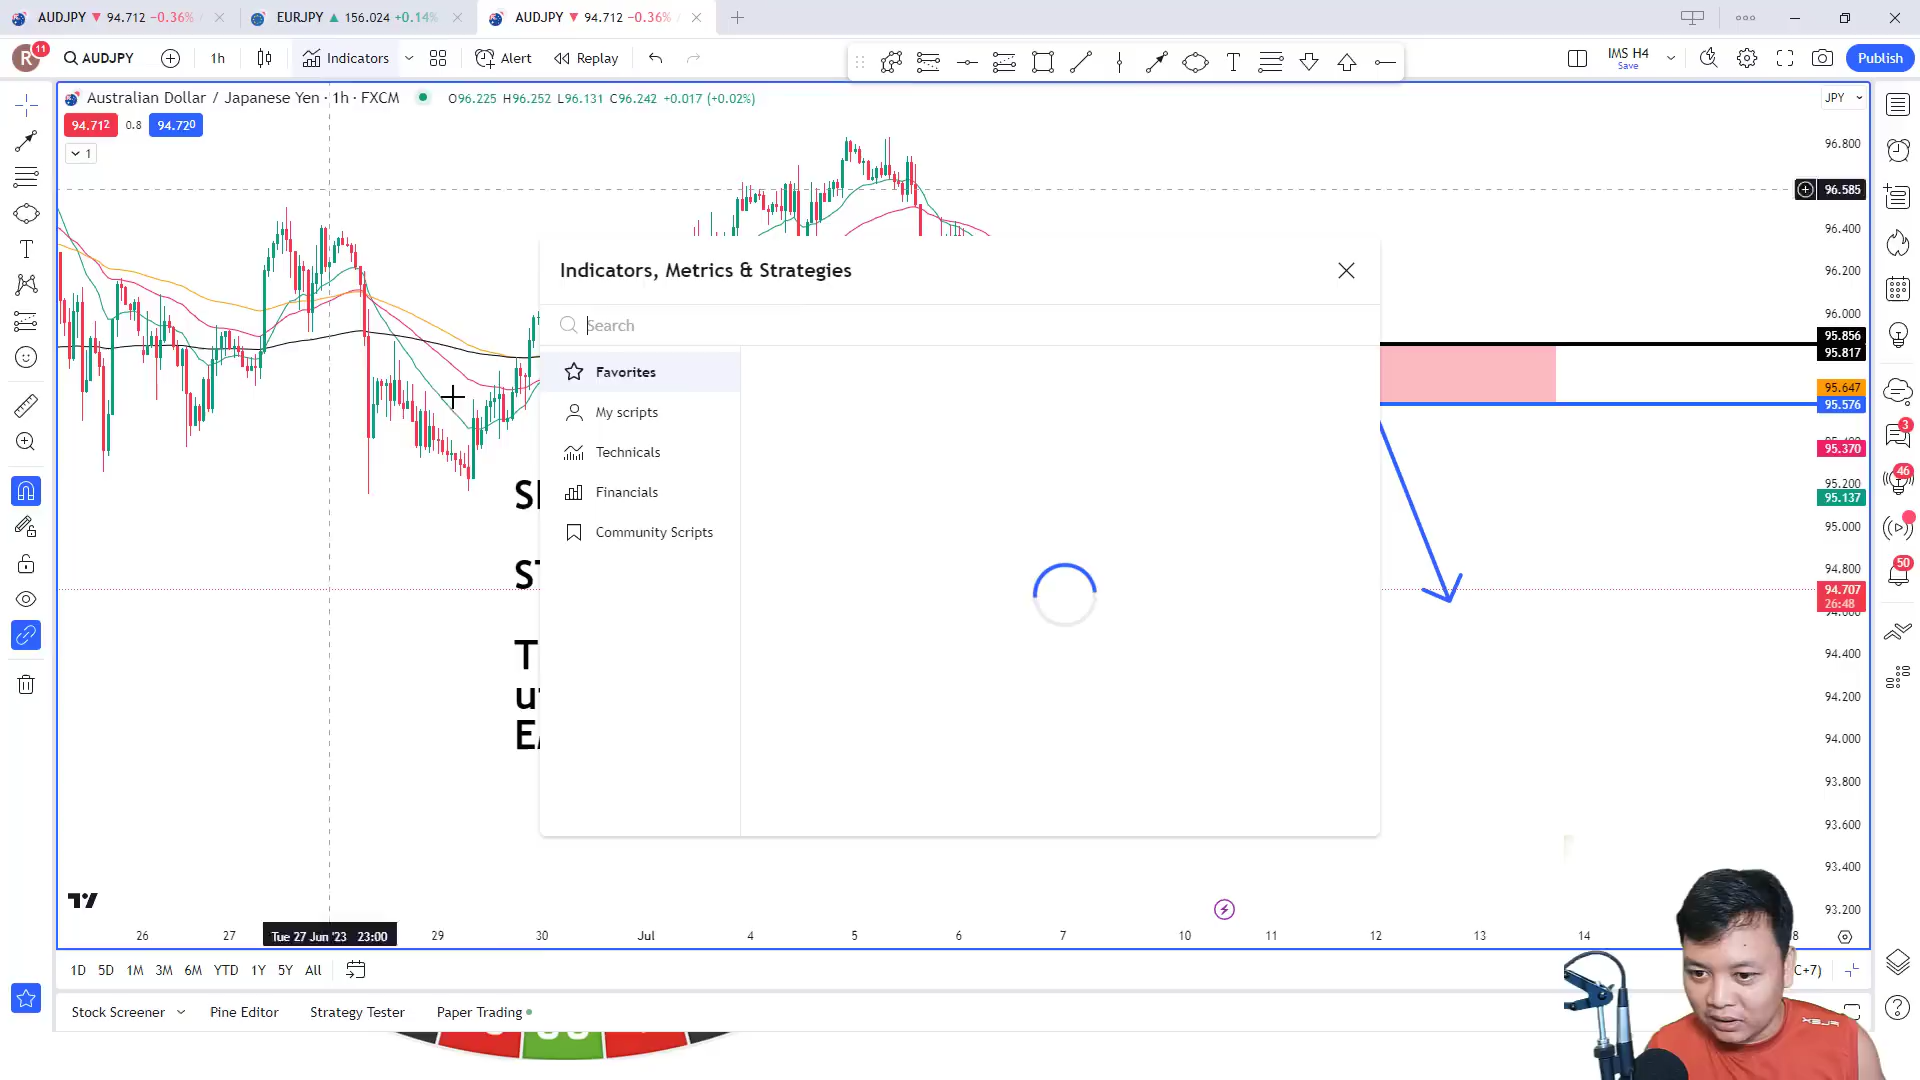 AUDJPY ▼ 94.712 −0.36%
EURJPY ▲ 156.024 +0.14%
AUDJPY ▼ 94.712 −0.36%
R
11
AUDJPY
1h
Indicators
Alert
Replay
IMS H4
Save
Publish
Australian Dollar / Japanese Yen · 1h · FXCM
O96.225 H96.252 L96.131 C96.242 +0.017 (+0.02%)
JPY
94.712
0.8
94.720
1
96.800
96.585
96.400
96.200
96.000
95.856
95.817
95.647
95.576
95.370
95.200
95.137
95.000
94.800
94.707
26:48
94.400
94.200
94.000
93.800
93.600
93.400
93.200
Indicators, Metrics & Strategies
Search
Favorites
My scripts
Technicals
Financials
Community Scripts
T
3
46
50
26
27
Tue 27 Jun '23 23:00
29
30
Jul
4
5
6
7
10
11
12
13
14
1D
5D
1M
3M
6M
YTD
1Y
5Y
All
C+7)
Stock Screener
Pine Editor
Strategy Tester
Paper Trading